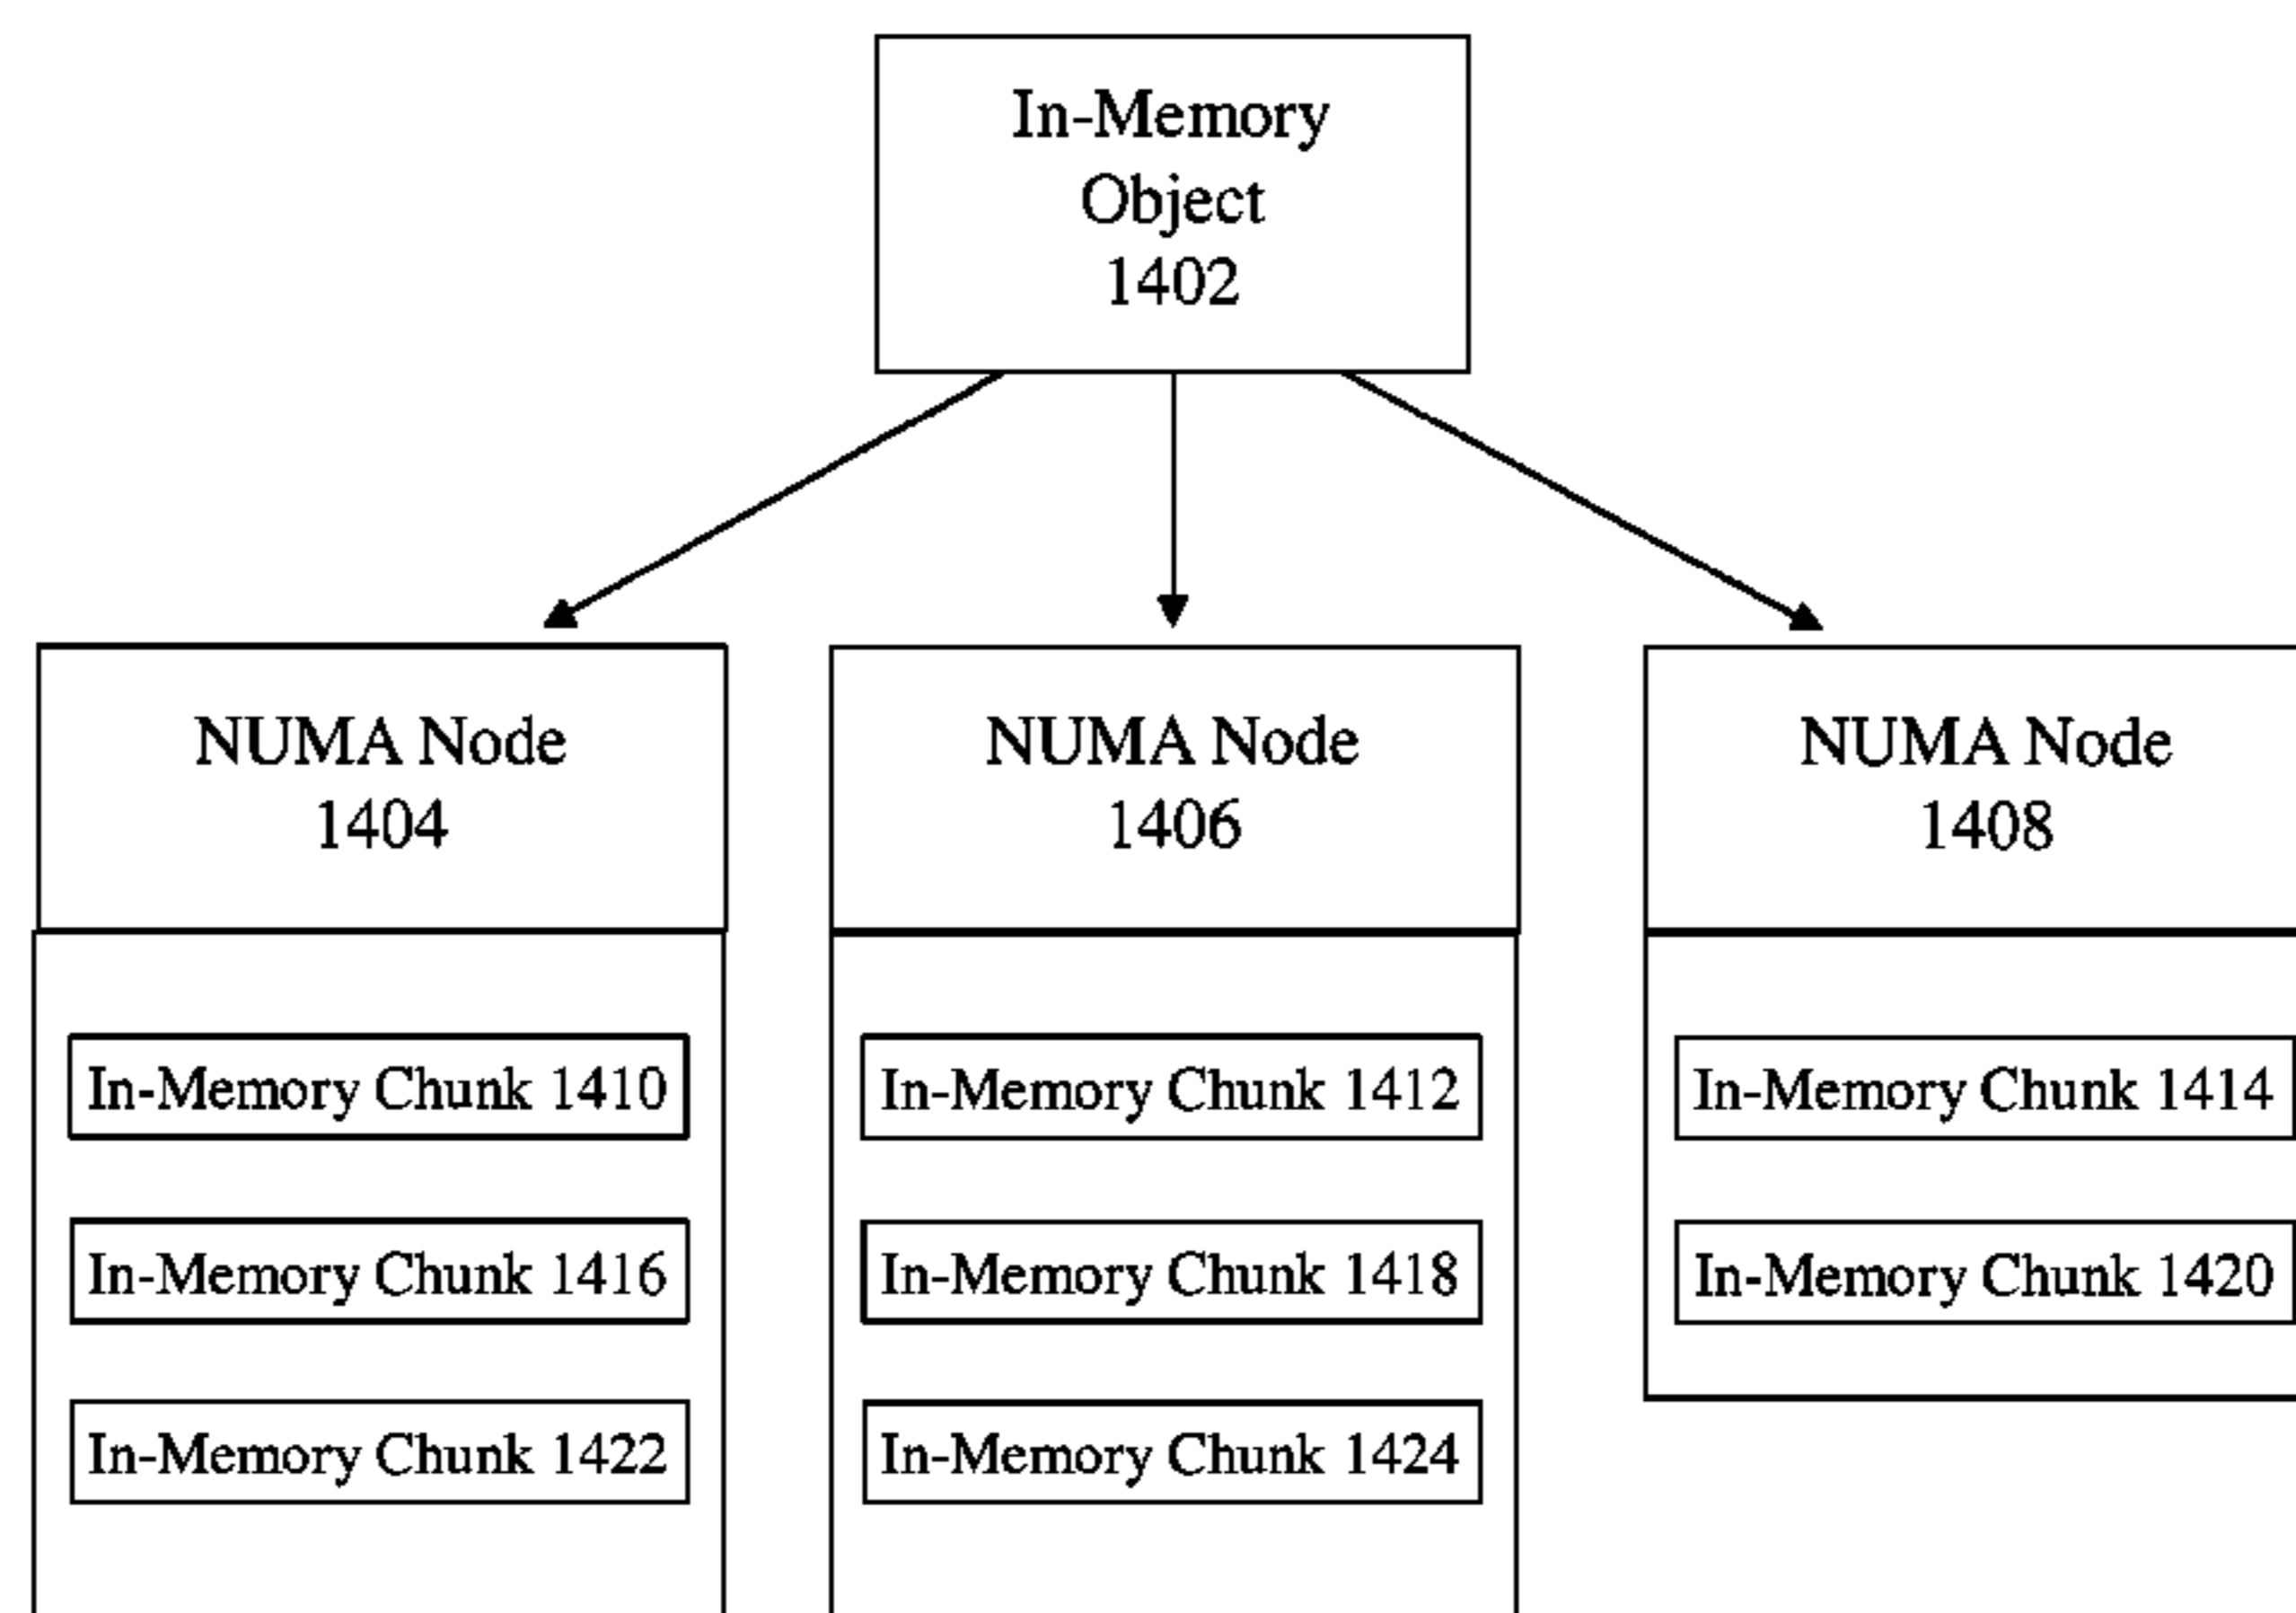 In-Memory
Object
1402
NUMA Node
1404
NUMA Node
1406
NUMA Node
1408
In-Memory Chunk 1410
In-Memory Chunk 1416
In-Memory Chunk 1422
In-Memory Chunk 1412
In-Memory Chunk 1418
In-Memory Chunk 1424
In-Memory Chunk 1414
In-Memory Chunk 1420